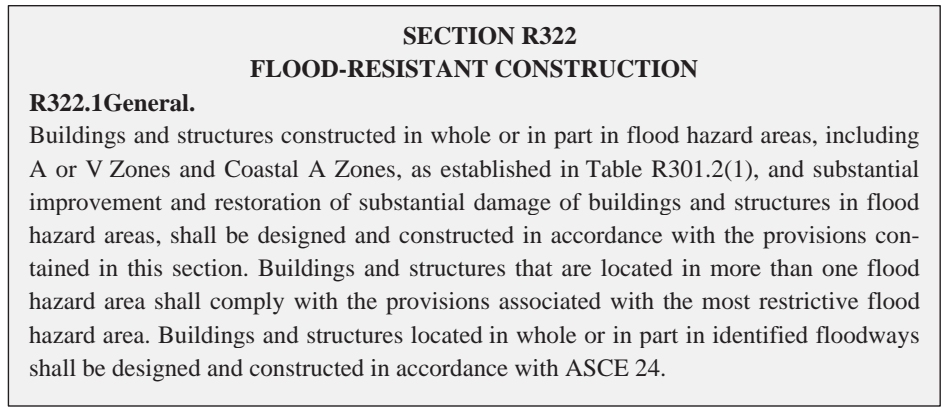 SECTION R322
FLOOD-RESISTANT CONSTRUCTION
R322.1General.
Buildings and structures constructed in whole or in part in flood hazard areas, including
A or V Zones and Coastal A Zones, as established in Table R301.2(1), and substantial
improvement and restoration of substantial damage of buildings and structures in flood
hazard areas, shall be designed and constructed in accordance with the provisions con-
tained in this section. Buildings and structures that are located in more than one flood
hazard area shall comply with the provisions associated with the most restrictive flood
hazard area. Buildings and structures located in whole or in part in identified floodways
shall be designed and constructed in accordance with ASCE 24.